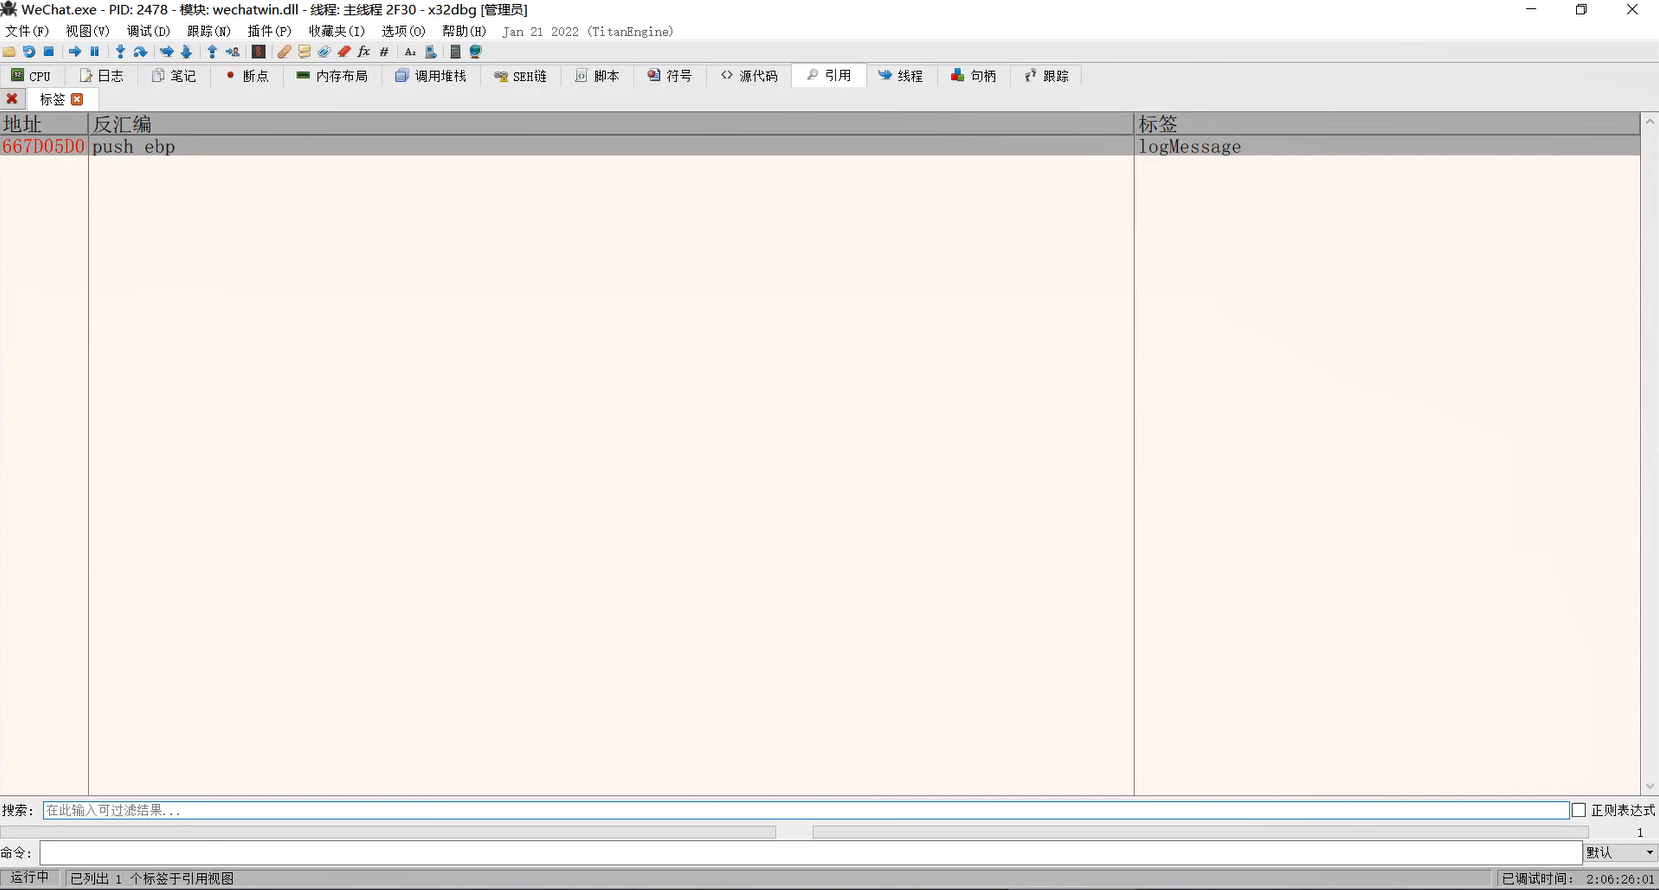 WeChat.exe - PID: 2478 - 模块: wechatwin.dll - 线程: 主线程 2F30 - x32dbg [管理员]
文件(F) 视图(V) 调试(D) 跟踪(N) 插件(P) 收藏夹(I) 选项(O) 帮助(H) Jan 21 2022 (TitanEngine)
CPU 日志 笔记 断点 内存布局 调用堆栈 SEH链 脚本 符号 源代码 引用 线程 句柄 跟踪
标签
地址 反汇编 标签
667D05D0 push ebp logMessage
搜索: 在此输入可过滤结果... 正则表达式
1
命令: 默认
运行中 已列出 1 个标签于引用视图 已调试时间: 2:06:26:01